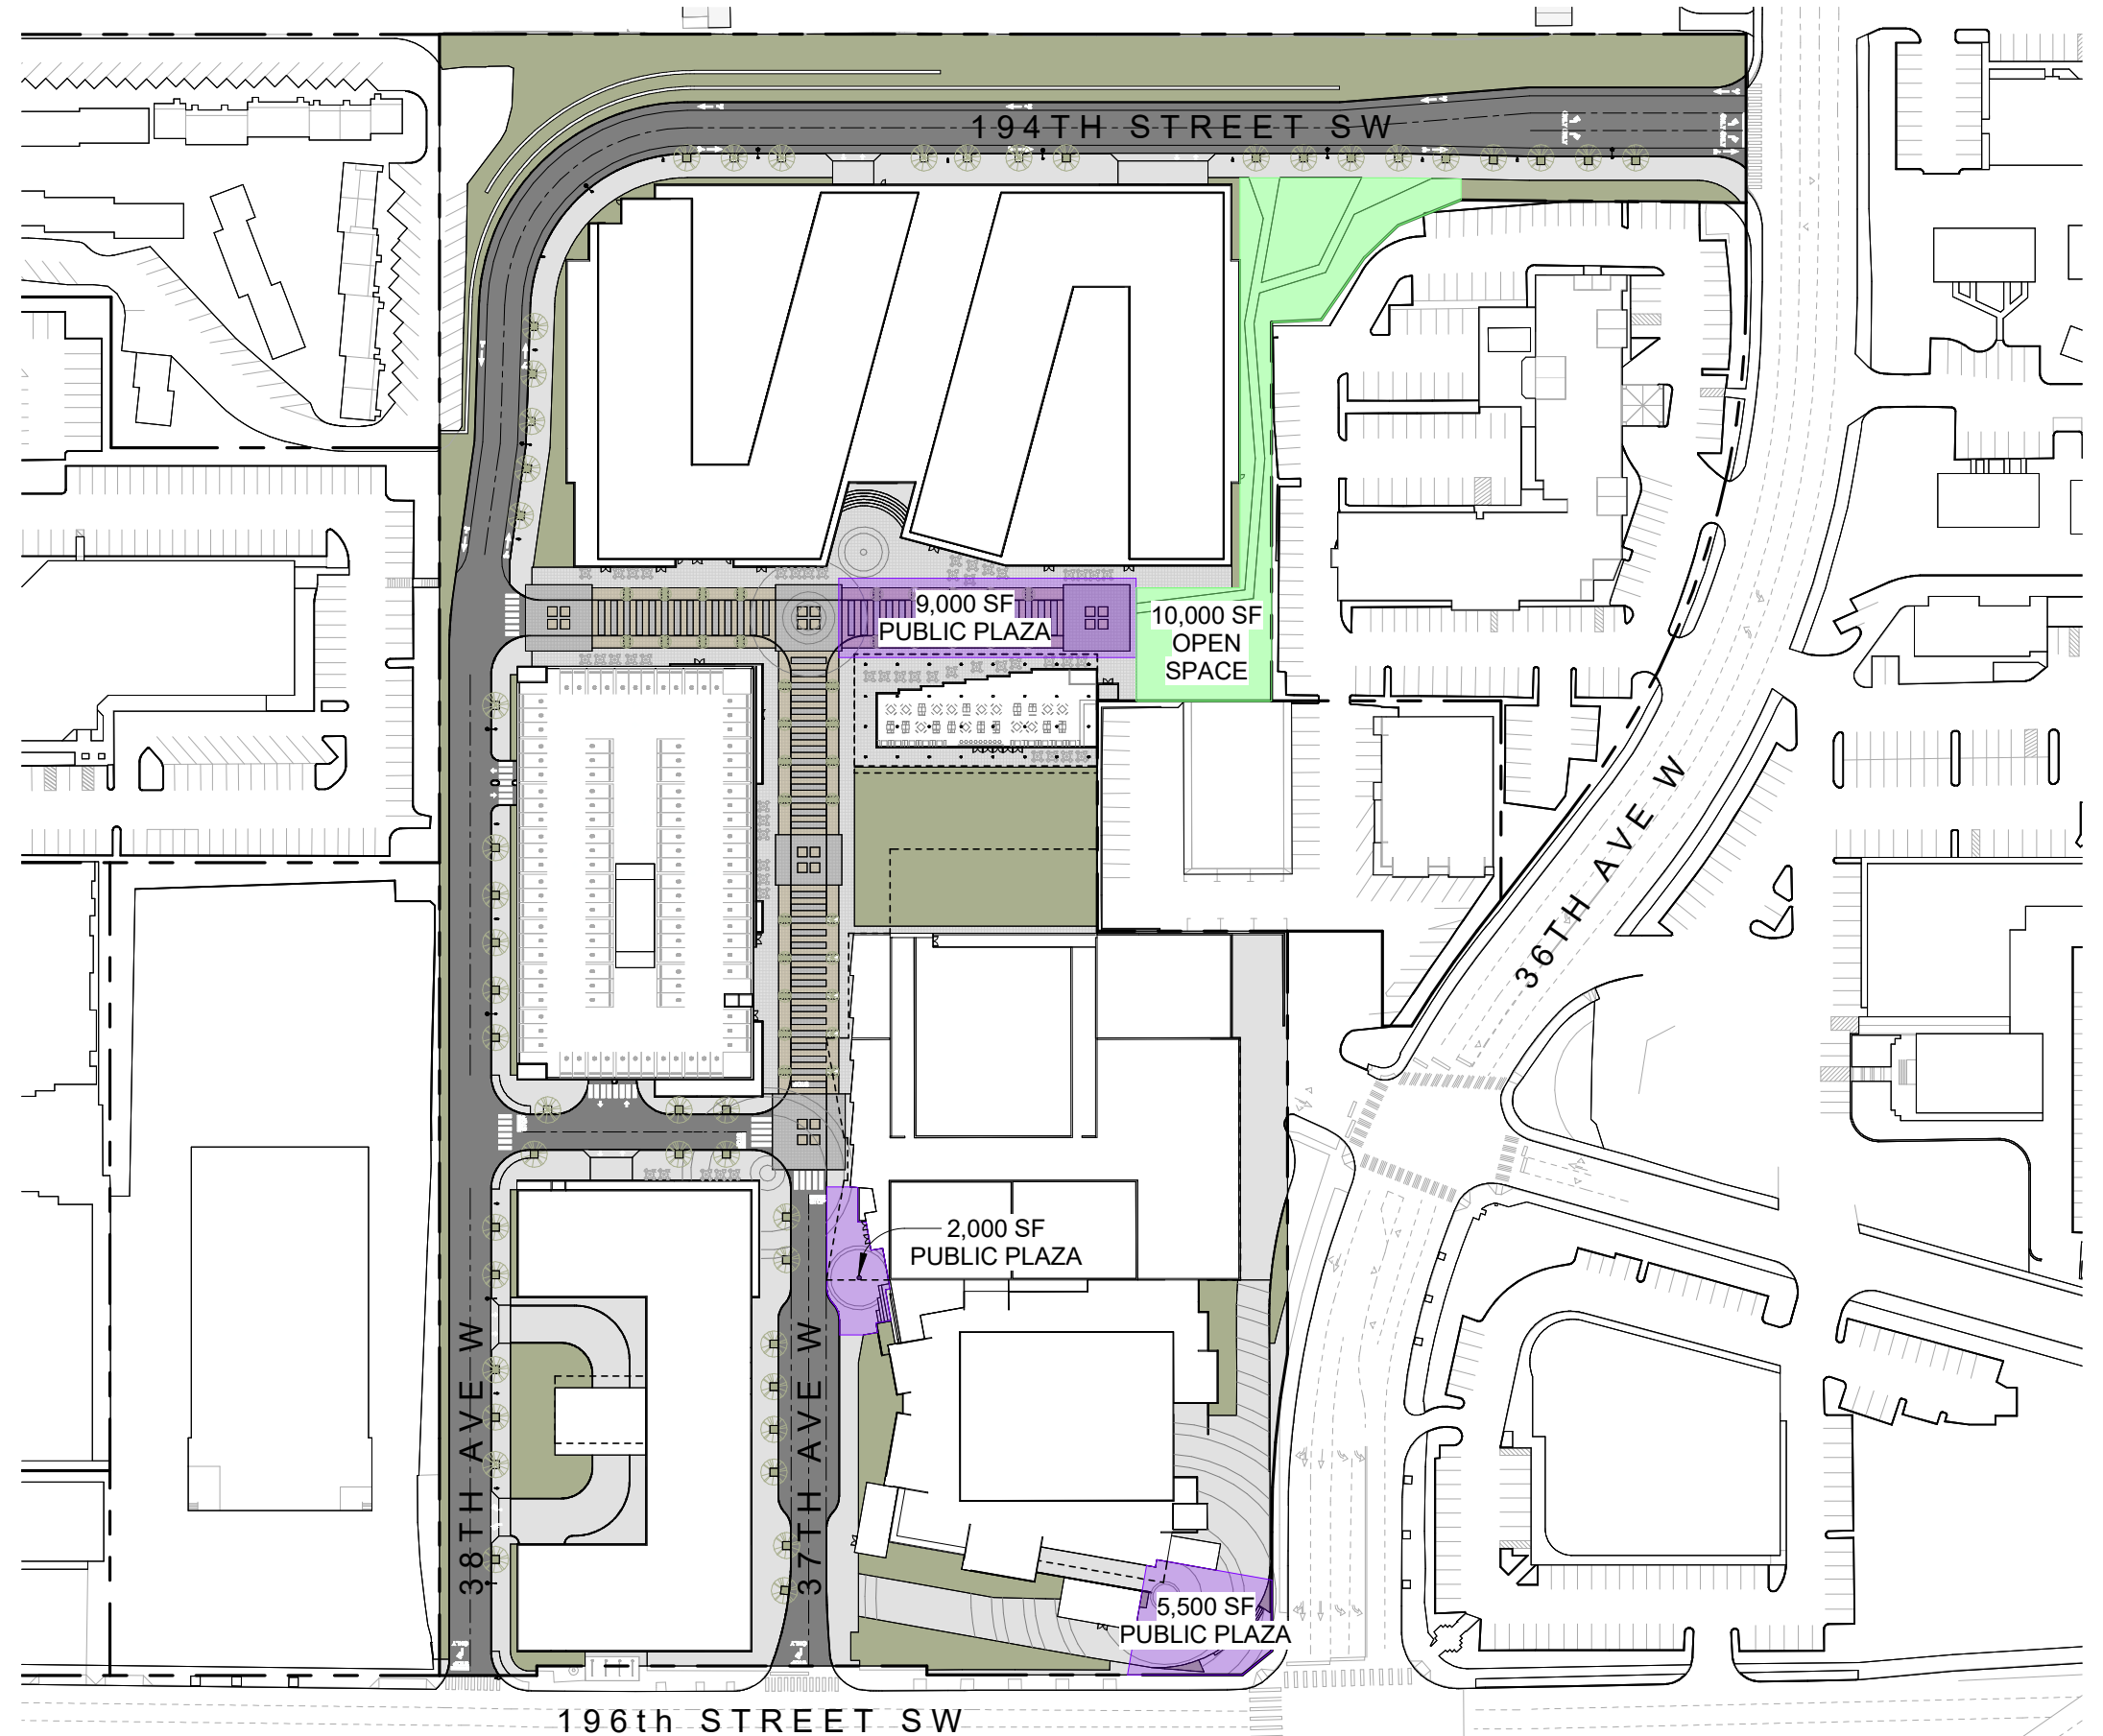 194TH STREET SW
9,000 SF
PUBLIC PLAZA
10,000 SF
OPEN
SPACE
36TH AVE W
2,000 SF
PUBLIC PLAZA
38TH AVE W
37TH AVE W
5,500 SF
PUBLIC PLAZA
196th STREET SW